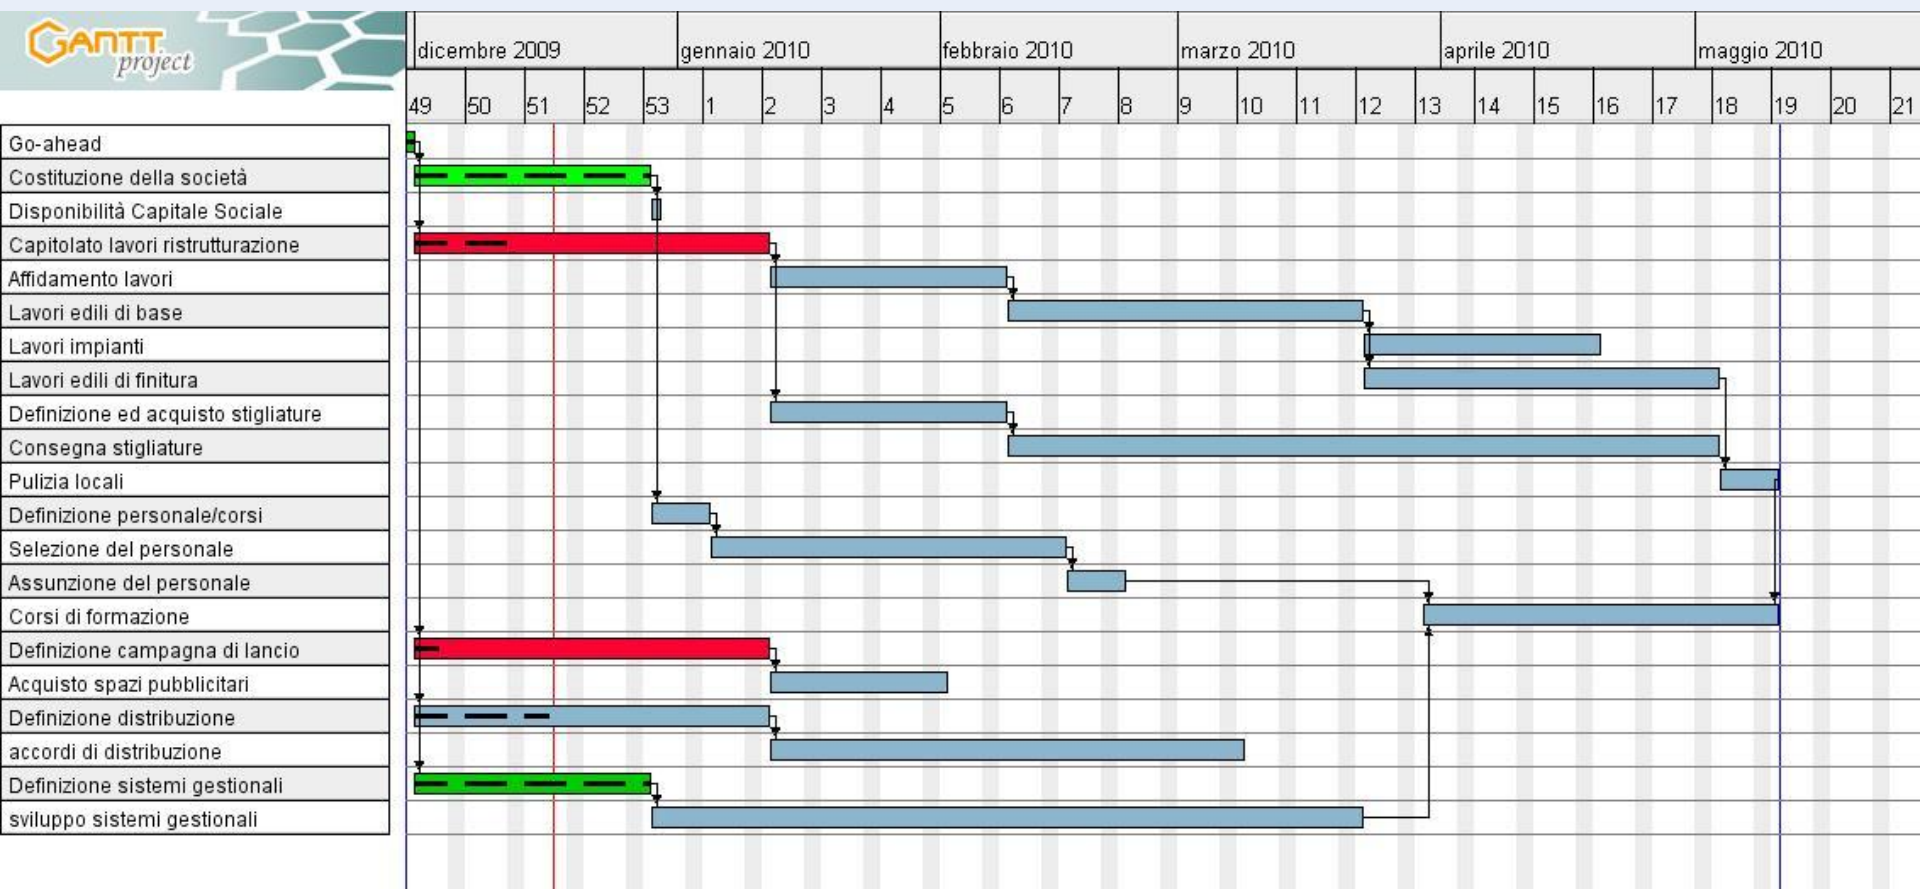 GANTT
project
dicembre 2009 gennaio 2010 febbraio 2010 marzo 2010 aprile 2010 maggio 2010
49 50 51 52 53 1 2 3 4 5 6 7 8 9 10 11 12 13 14 15 16 17 18 19 20 21
Go-ahead
Costituzione della società
Disponibilità Capitale Sociale
Capitolato lavori ristrutturazione
Affidamento lavori
Lavori edili di base
Lavori impianti
Lavori edili di finitura
Definizione ed acquisto stigliature
Consegna stigliature
Pulizia locali
Definizione personale/corsi
Selezione del personale
Assunzione del personale
Corsi di formazione
Definizione campagna di lancio
Acquisto spazi pubblicitari
Definizione distribuzione
accordi di distribuzione
Definizione sistemi gestionali
sviluppo sistemi gestionali